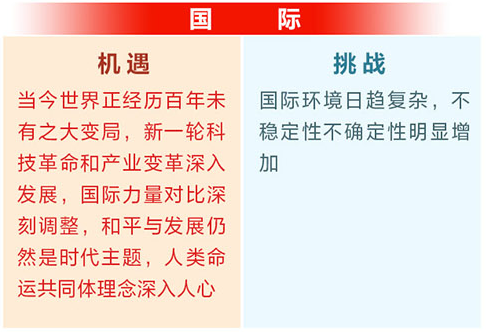 国 际
机遇
当今世界正经历百年未
有之大变局，新一轮科
技革命和产业变革深入
发展，国际力量对比深
刻调整，和平与发展仍
然是时代主题，人类命
运共同体理念深入人心
挑战
国际环境日趋复杂，不
稳定性不确定性明显增
加